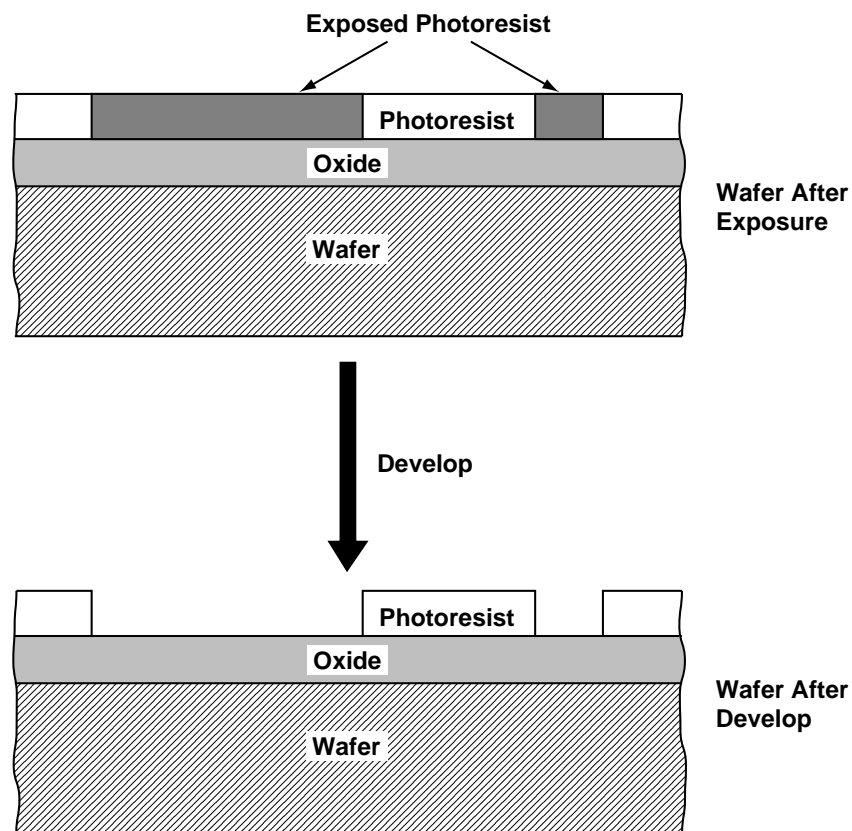 Exposed Photoresist
Photoresist
Oxide
Wafer After
Exposure
Wafer
Develop
Photoresist
Oxide
Wafer After
Develop
Wafer